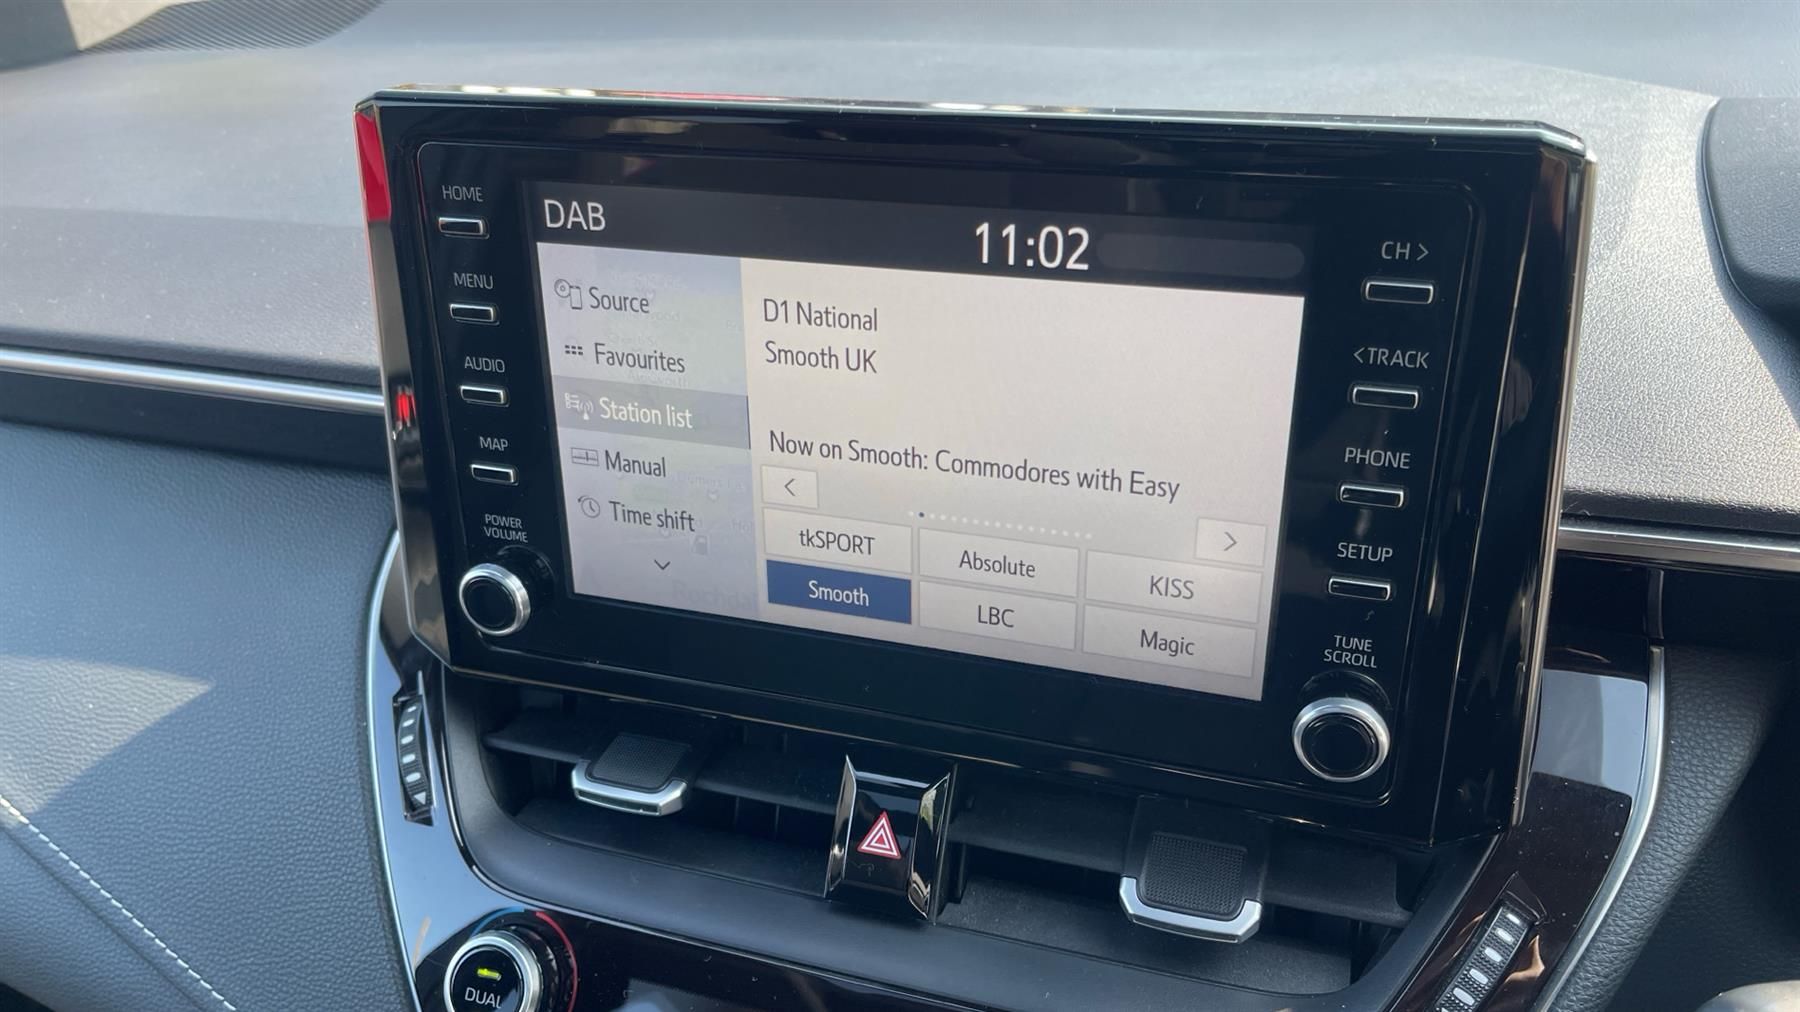 HOME
MENU
AUDIO
MAP
POWER
VOLUME
DAB
11:02
Source
Favourites
Station list
Manual
Time shift
D1 National
Smooth UK
Now on Smooth: Commodores with Easy
<
>
tkSPORT
Absolute
KISS
Smooth
LBC
Magic
CH >
<TRACK
PHONE
SETUP
TUNE
SCROLL
DUAL